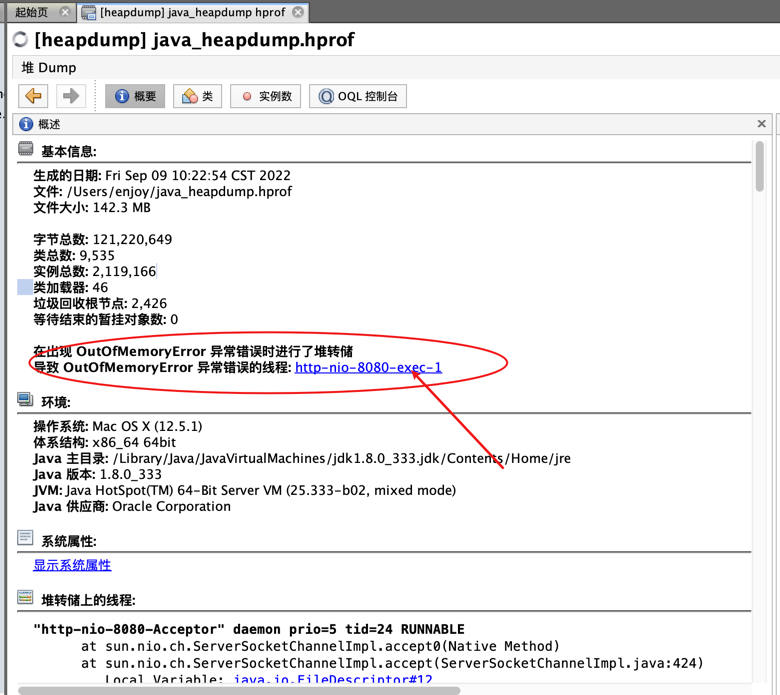 起始页
[heapdump] java_heapdump hprof
[heapdump] java_heapdump.hprof
堆 Dump
概要
类
实例数
OQL 控制台
概述
基本信息:
生成的日期: Fri Sep 09 10:22:54 CST 2022
文件: /Users/enjoy/java_heapdump.hprof
文件大小: 142.3 MB
字节总数: 121,220,649
类总数: 9,535
实例总数: 2,119,166
类加载器: 46
垃圾回收根节点: 2,426
等待结束的暂挂对象数: 0
在出现 OutOfMemoryError 异常错误时进行了堆转储
导致 OutOfMemoryError 异常错误的线程: http-nio-8080-exec-1
环境:
操作系统: Mac OS X (12.5.1)
体系结构: x86_64 64bit
Java 主目录: /Library/Java/JavaVirtualMachines/jdk1.8.0_333.jdk/Contents/Home/jre
Java 版本: 1.8.0_333
JVM: Java HotSpot(TM) 64-Bit Server VM (25.333-b02, mixed mode)
Java 供应商: Oracle Corporation
系统属性:
显示系统属性
堆转储上的线程:
"http-nio-8080-Acceptor" daemon prio=5 tid=24 RUNNABLE
at sun.nio.ch.ServerSocketChannelImpl.accept0(Native Method)
at sun.nio.ch.ServerSocketChannelImpl.accept(ServerSocketChannelImpl.java:424)
Local Variable: java.io.FileDescriptor#12